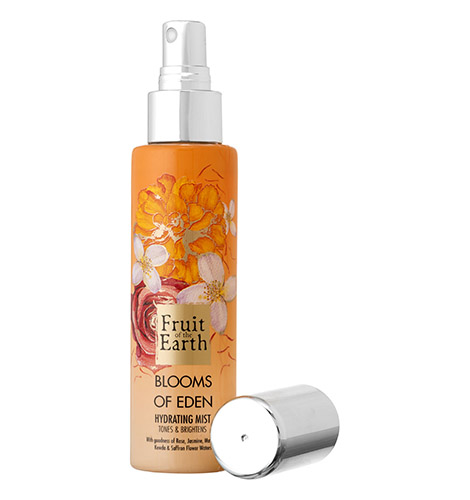 Fruit
of the
Earth
BLOOMS
OF EDEN
HYDRATING MIST
TONES & BRIGHTENS
With goodness of Rose, Jasmine,
Kewda & Saffron Flower Waters